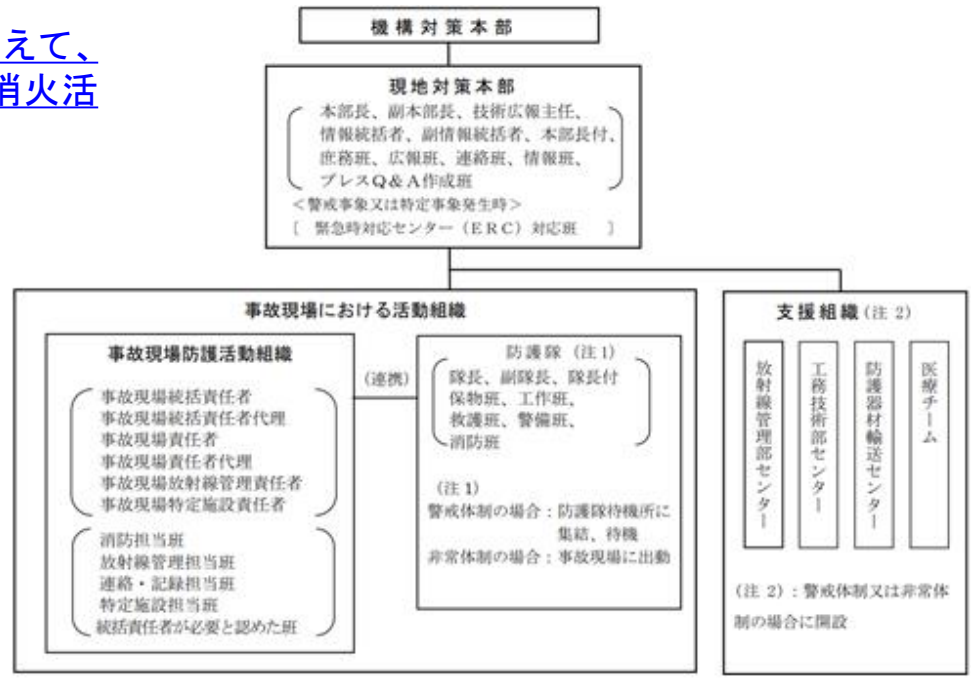 えて、
消火活
機構対策本部
現地対策本部
本部長、副本部長、技術広報主任、
情報統括者、副情報統括者、本部長付、
庶務班、広報班、連絡班、情報班、
プレスQ&A作成班
<警戒事象又は特定事象発生時>
[ 緊急時対応センター（ERC）対応班 ]
事故現場における活動組織
事故現場防護活動組織
事故現場統括責任者
事故現場統括責任者代理
事故現場責任者
事故現場責任者代理
事故現場放射線管理責任者
事故現場特定施設責任者
消防担当班
放射線管理担当班
連絡・記録担当班
特定施設担当班
統括責任者が必要と認めた班
(連携)
防護隊（注1）
隊長、副隊長、隊長付
保物班、工作班、
救護班、警備班、
消防班
(注1)
警戒体制の場合：防護隊待機所に
集結、待機
非常体制の場合：事故現場に出動
支援組織(注 2)
放射線管理部センター
工務技術部センター
防護器材輸送センター
医療チーム
(注 2)：警戒体制又は非常体
制の場合に開設